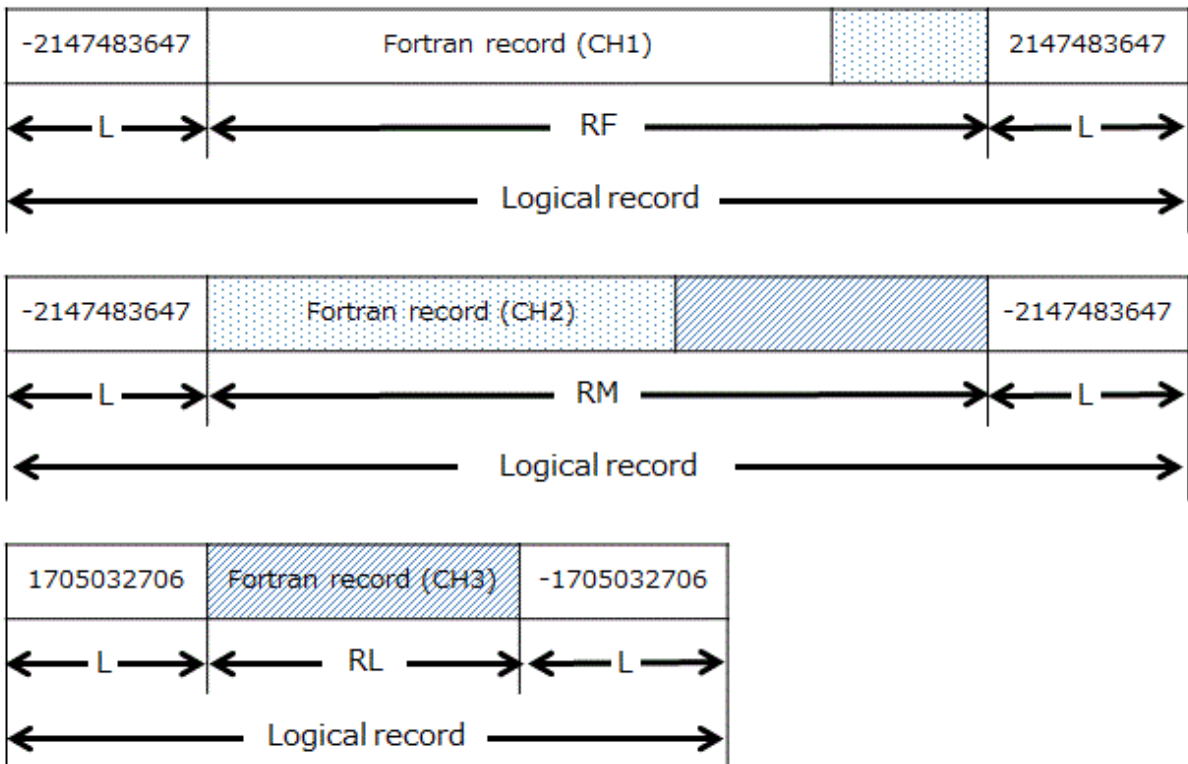 -2147483647 Fortran record (CH1) 2147483647
L RF L
Logical record
-2147483647 Fortran record (CH2) -2147483647
L RM L
Logical record
1705032706 Fortran record (CH3) -1705032706
L RL L
Logical record